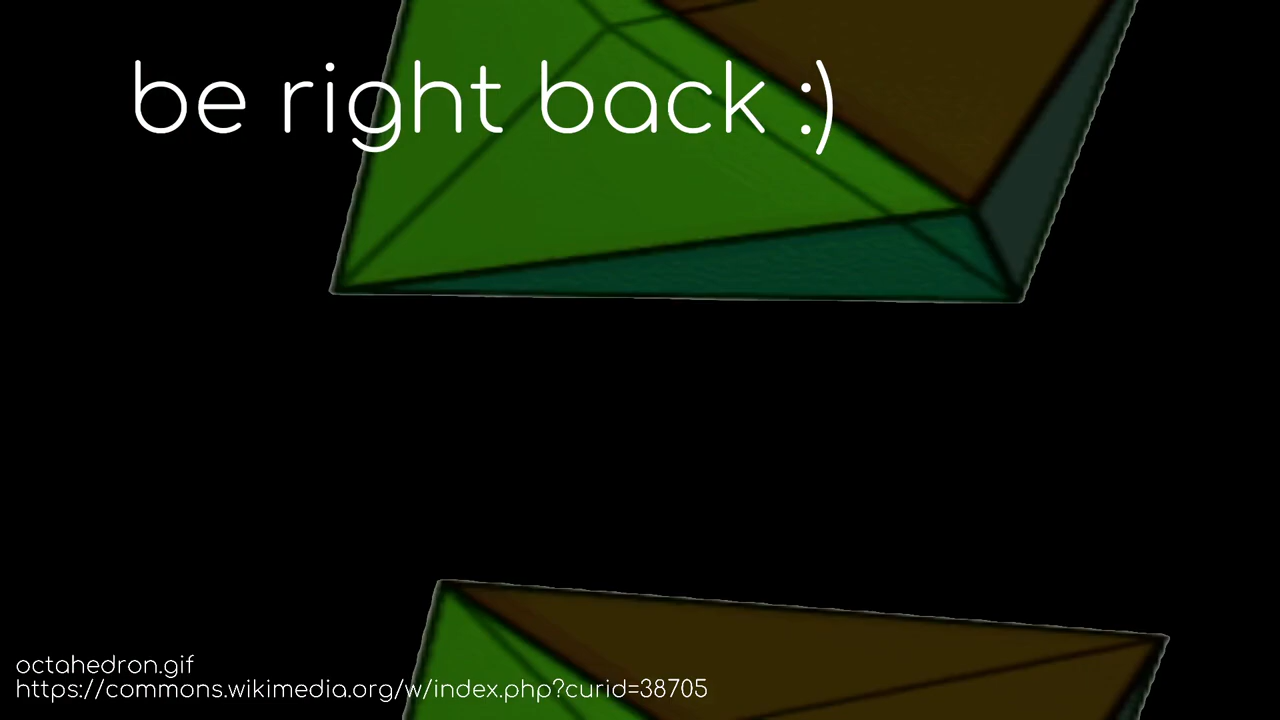 be right back :)
octahedron.gif
https://commons.wikimedia.org/w/index.php?curid=38705